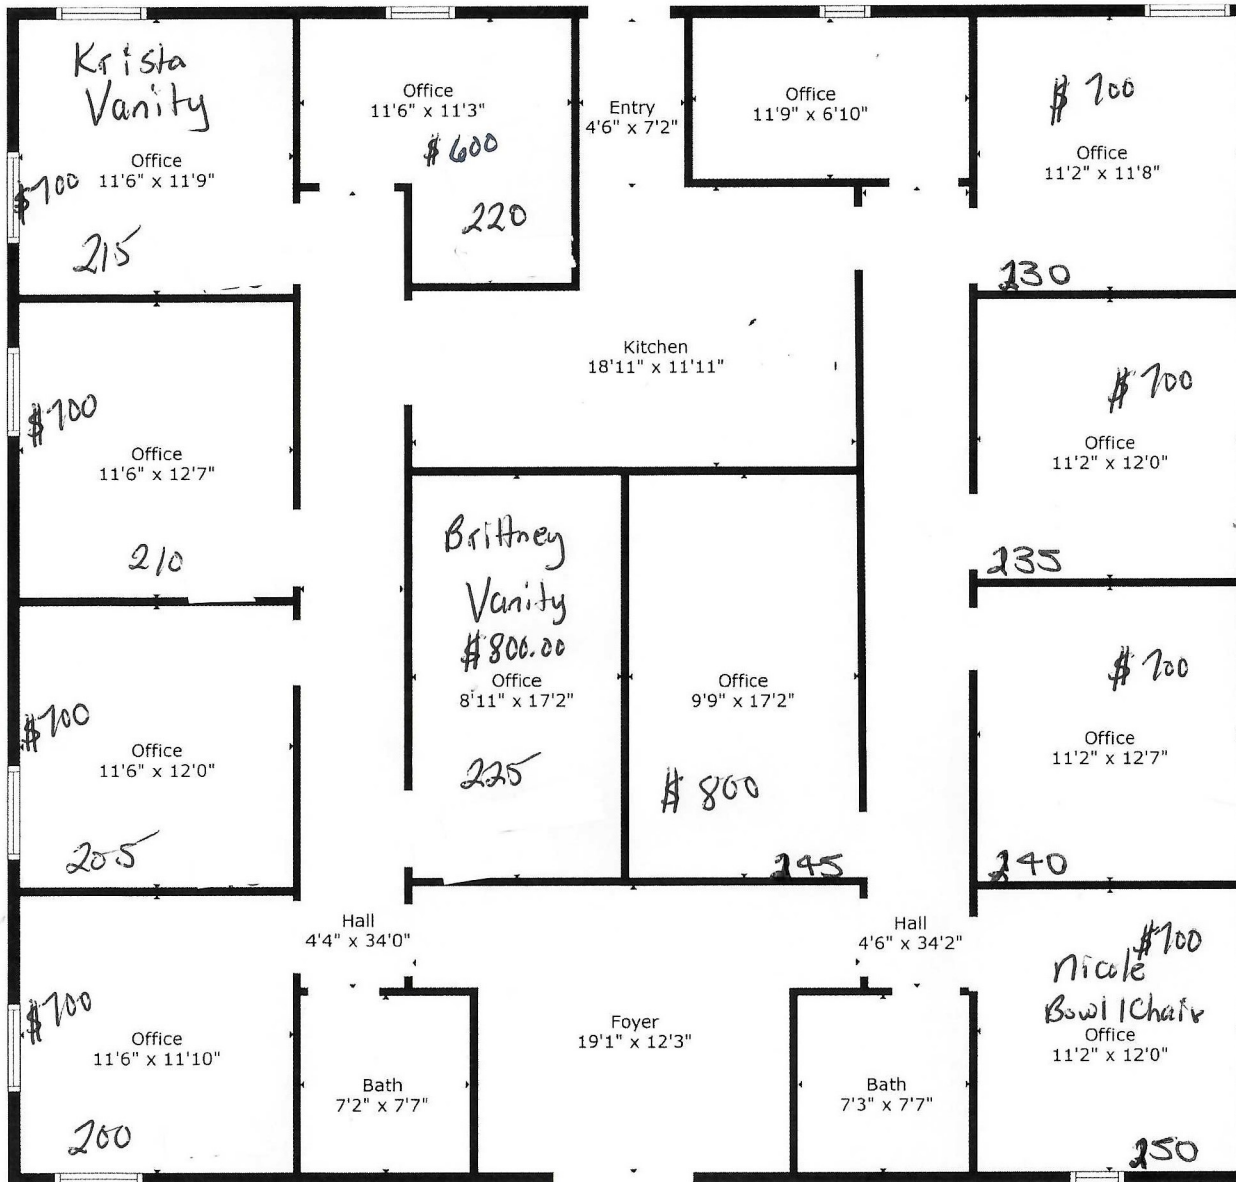 Krista
Vanity
Office
11'6" x 11'9"
$700
215
Office
11'6" x 11'3"
$600
220
Entry
4'6" x 7'2"
Office
11'9" x 6'10"
$700
Office
11'2" x 11'8"
230
Kitchen
18'11" x 11'11"
$700
Office
11'6" x 12'7"
210
$700
Office
11'2" x 12'0"
235
Brittney
Vanity
$800.00
Office
8'11" x 17'2"
225
Office
9'9" x 17'2"
$800
245
$700
Office
11'6" x 12'0"
205
$700
Office
11'2" x 12'7"
240
Hall
4'4" x 34'0"
Hall
4'6" x 34'2"
$700
Nicole
Bowl/Chair
Office
11'2" x 12'0"
250
$700
Office
11'6" x 11'10"
200
Bath
7'2" x 7'7"
Foyer
19'1" x 12'3"
Bath
7'3" x 7'7"